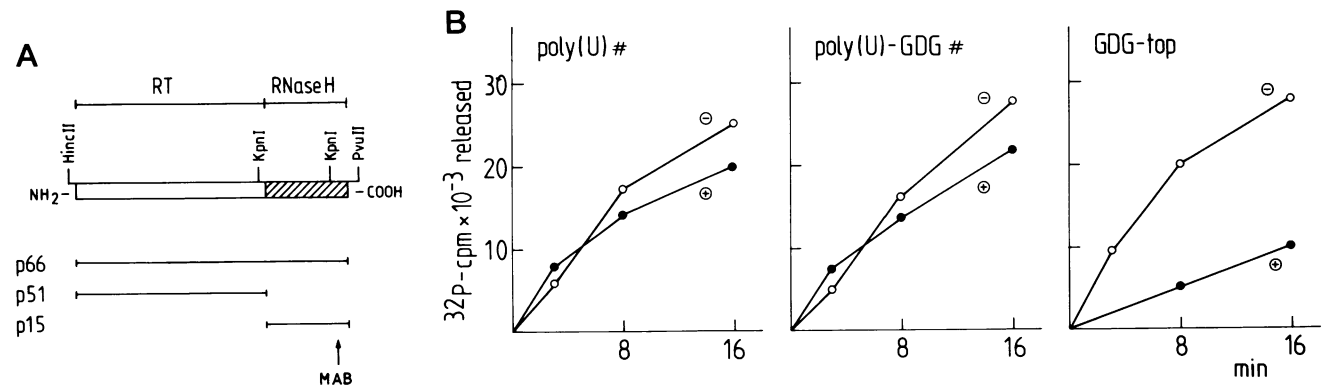 A
RT
RNaseH
HincII
KpnI
KpnI
PvuII
NH2-
-COOH
p66
p51
p15
MAB
B
32P-cpm × 10-3 released
30
20
10
poly(U) #
⊖
⊕
8
16
poly(U)-GDG #
⊖
⊕
8
16
GDG-top
⊖
⊕
8
16
min